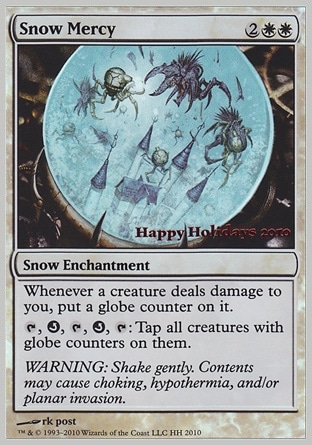 Snow Mercy 2
Happy Holidays 2010
Snow Enchantment
Whenever a creature deals damage to
you, put a globe counter on it.
, , , , : Tap all creatures with
globe counters on them.
WARNING: Shake gently. Contents
may cause choking, hypothermia, and/or
planar invasion.
rk post
™ & © 1993–2010 Wizards of the Coast LLC HH 2010